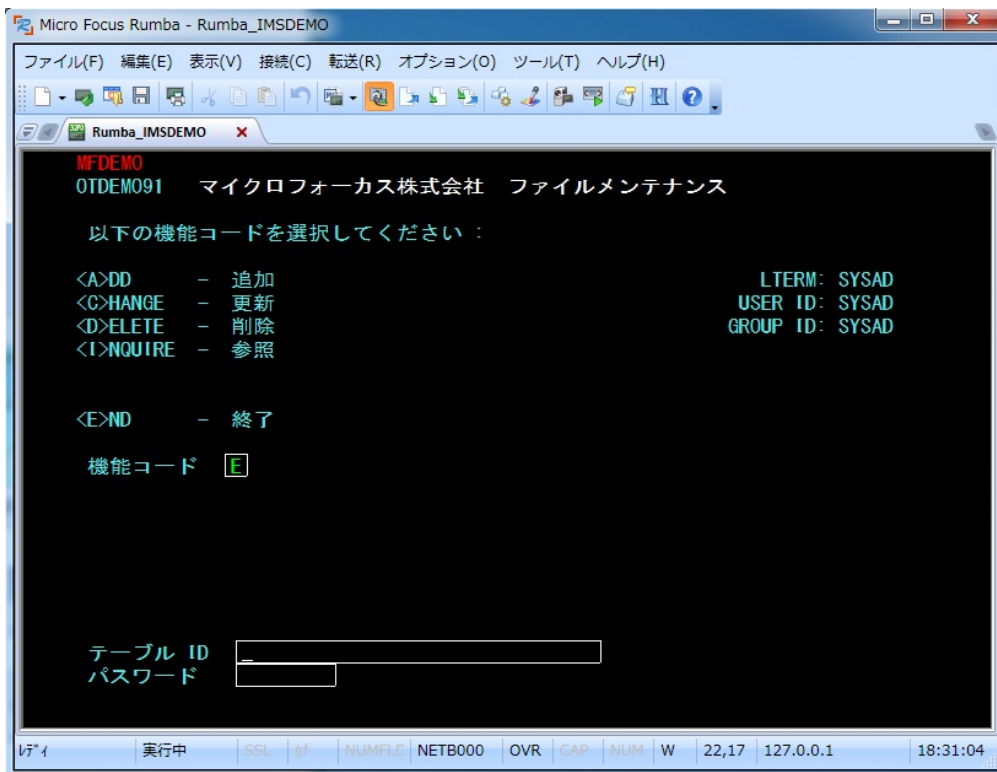 Micro Focus Rumba - Rumba_IMSDEMO
ファイル(F) 編集(E) 表示(V) 接続(C) 転送(R) オプション(O) ツール(T) ヘルプ(H)
Rumba_IMSDEMO
MFDEMO
OTDEMO91 マイクロフォーカス株式会社 ファイルメンテナンス
以下の機能コードを選択してください :
<A>DD - 追加 LTERM: SYSAD
<C>HANGE - 更新 USER ID: SYSAD
<D>ELETE - 削除 GROUP ID: SYSAD
<I>NQUIRE - 参照
<E>ND - 終了
機能コード E
テーブル ID _
パスワード
ﾚﾃﾞｨ 実行中 SSL ｶﾅ NUMFLD NETB000 OVR CAP NUM W 22,17 127.0.0.1 18:31:04